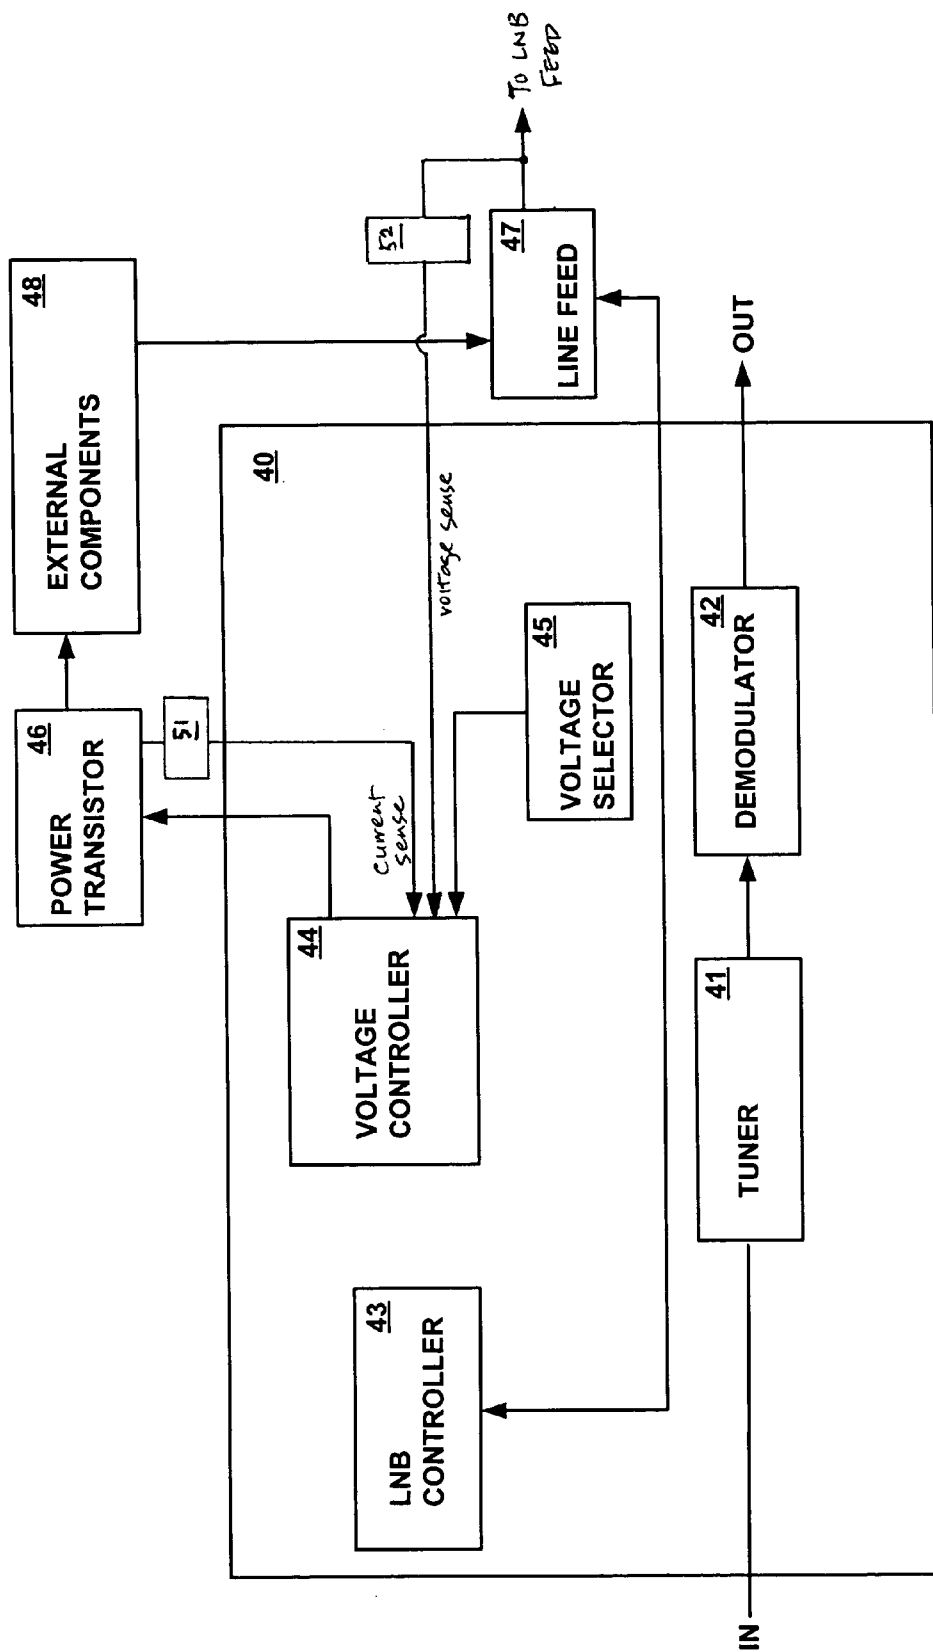 48
EXTERNAL
COMPONENTS
46
POWER
TRANSISTOR
51
52
To LNB
FEED
47
LINE FEED
40
voltage sense
Current
sense
44
VOLTAGE
CONTROLLER
45
VOLTAGE
SELECTOR
43
LNB
CONTROLLER
IN
41
TUNER
42
DEMODULATOR
OUT